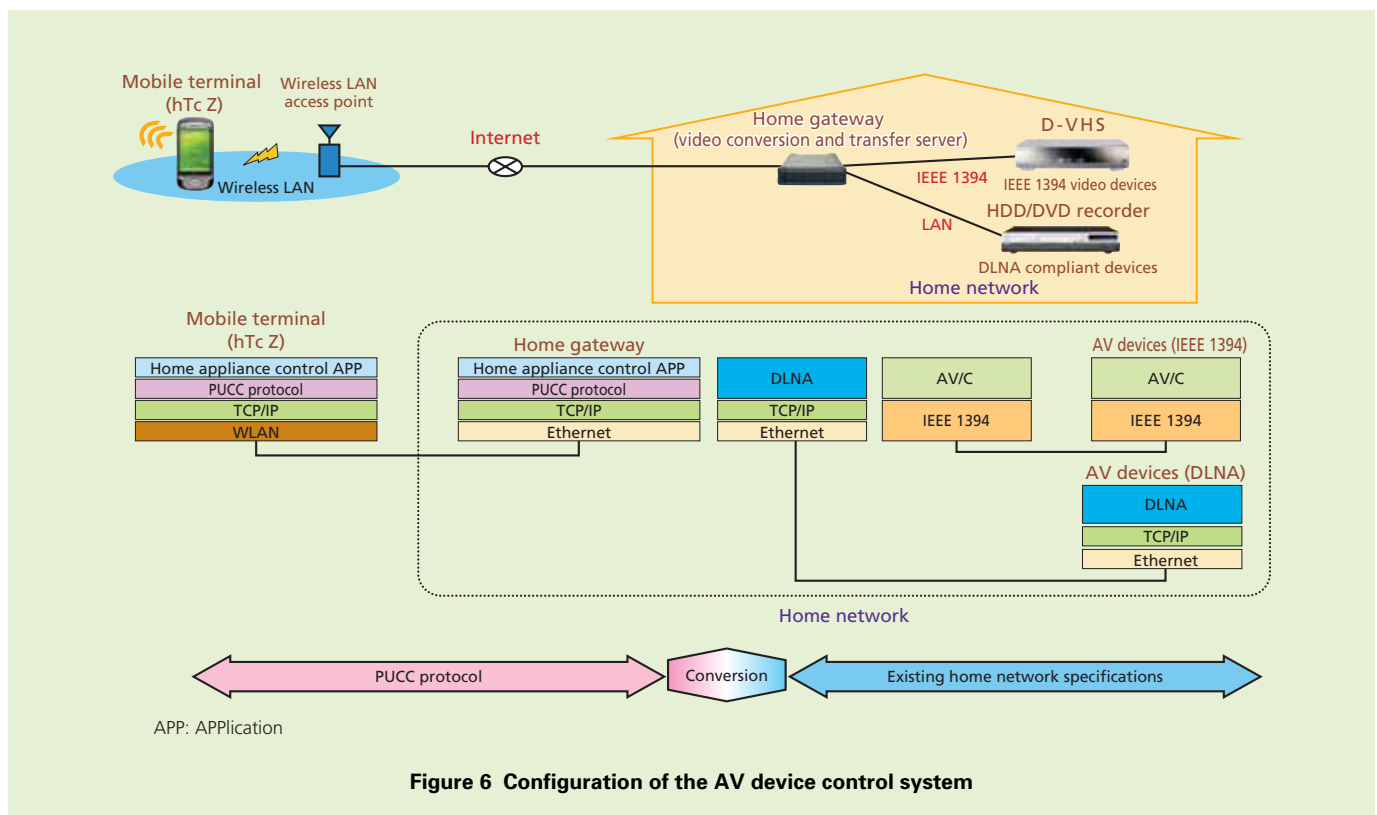 Mobile terminal
(hTc Z)
Wireless LAN
access point
Wireless LAN
Internet
Home gateway
(video conversion and transfer server)
D-VHS
IEEE 1394
IEEE 1394 video devices
HDD/DVD recorder
LAN
DLNA compliant devices
Home network
Mobile terminal
(hTc Z)
Home appliance control APP
PUCC protocol
TCP/IP
WLAN
Home gateway
Home appliance control APP
PUCC protocol
TCP/IP
Ethernet
DLNA
TCP/IP
Ethernet
AV/C
IEEE 1394
AV devices (IEEE 1394)
AV/C
IEEE 1394
AV devices (DLNA)
DLNA
TCP/IP
Ethernet
Home network
PUCC protocol
Conversion
Existing home network specifications
APP: APPlication
Figure 6 Configuration of the AV device control system